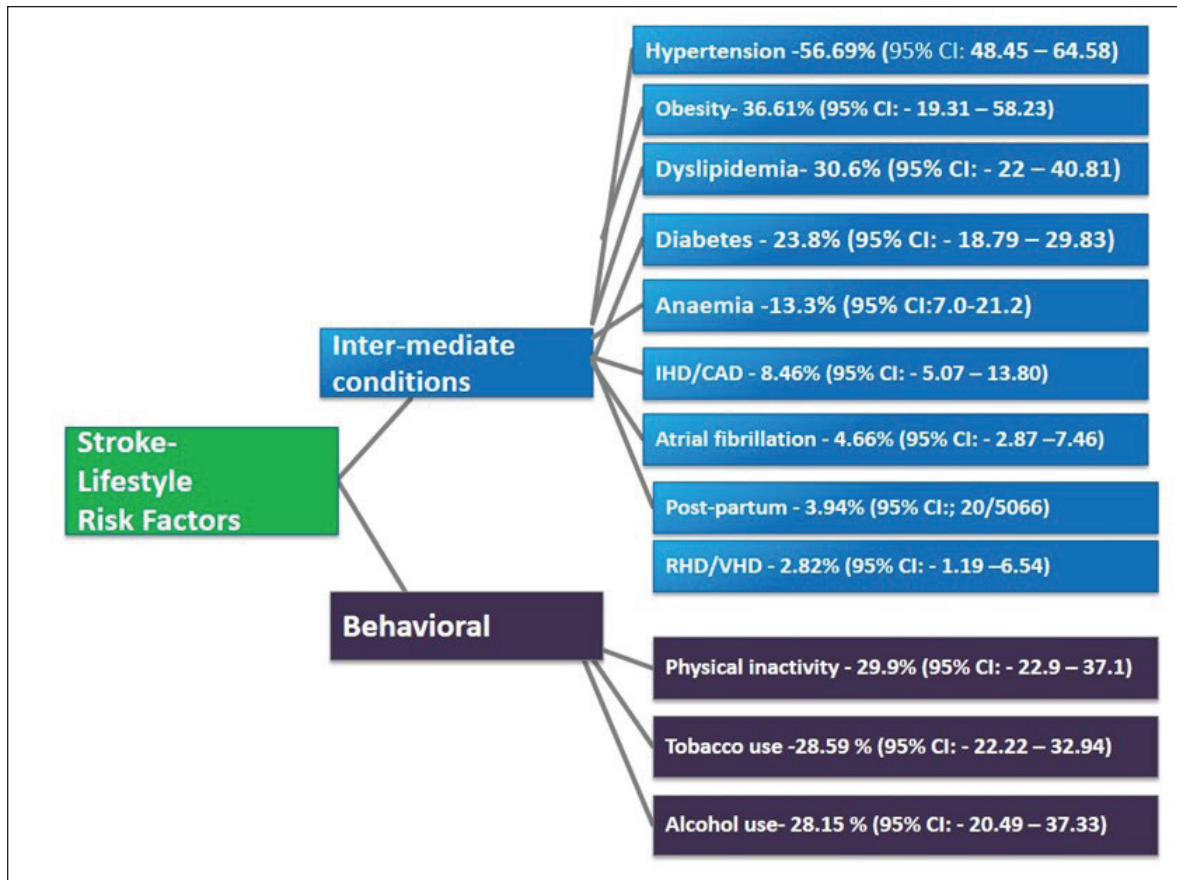 Stroke-
Lifestyle
Risk Factors
Inter-mediate
conditions
Hypertension -56.69% (95% CI: 48.45 – 64.58)
Obesity- 36.61% (95% CI: - 19.31 – 58.23)
Dyslipidemia- 30.6% (95% CI: - 22 – 40.81)
Diabetes - 23.8% (95% CI: - 18.79 – 29.83)
Anaemia -13.3% (95% CI:7.0-21.2)
IHD/CAD - 8.46% (95% CI: - 5.07 – 13.80)
Atrial fibrillation - 4.66% (95% CI: - 2.87 –7.46)
Post-partum - 3.94% (95% CI:; 20/5066)
RHD/VHD - 2.82% (95% CI: - 1.19 –6.54)
Behavioral
Physical inactivity - 29.9% (95% CI: - 22.9 – 37.1)
Tobacco use -28.59 % (95% CI: - 22.22 – 32.94)
Alcohol use- 28.15 % (95% CI: - 20.49 – 37.33)